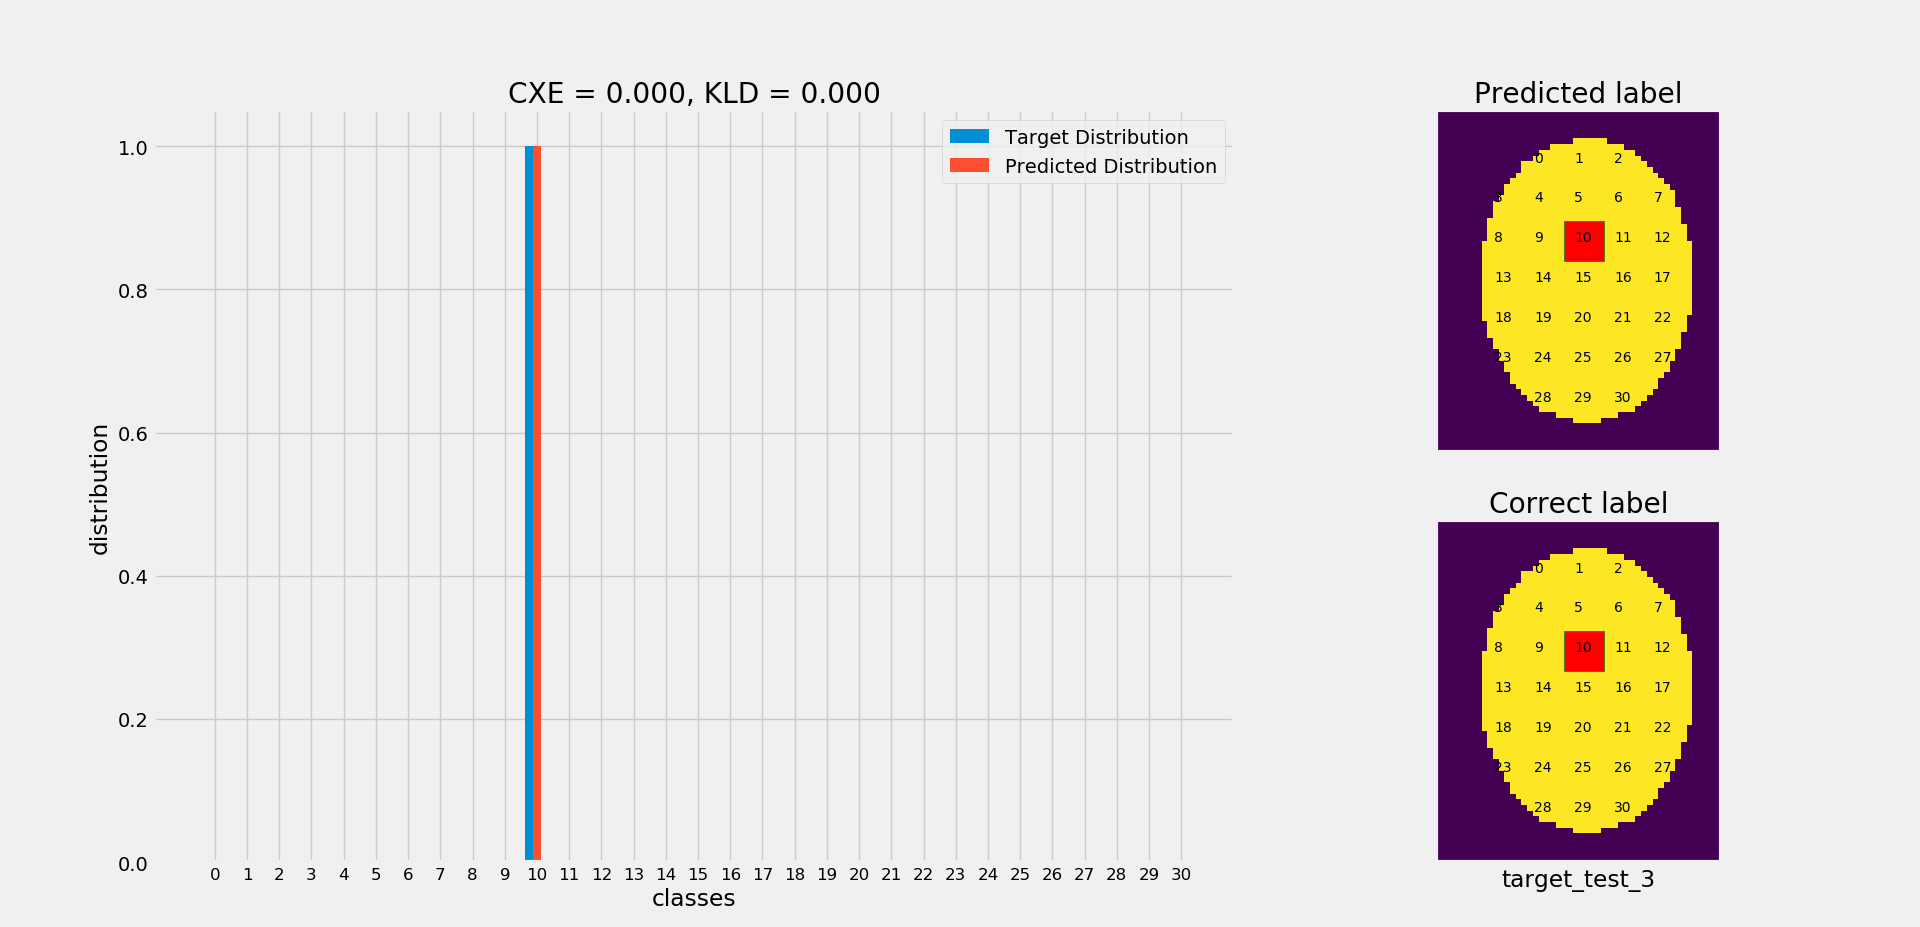 CXE = 0.000, KLD = 0.000
Target Distribution
Predicted Distribution
1.0
0.8
0.6
0.4
0.2
0.0
distribution
0 1 2 3 4 5 6 7 8 9 10 11 12 13 14 15 16 17 18 19 20 21 22 23 24 25 26 27 28 29 30
classes
Predicted label
0 1 2
3 4 5 6 7
8 9 10 11 12
13 14 15 16 17
18 19 20 21 22
23 24 25 26 27
28 29 30
Correct label
0 1 2
3 4 5 6 7
8 9 10 11 12
13 14 15 16 17
18 19 20 21 22
23 24 25 26 27
28 29 30
target_test_3